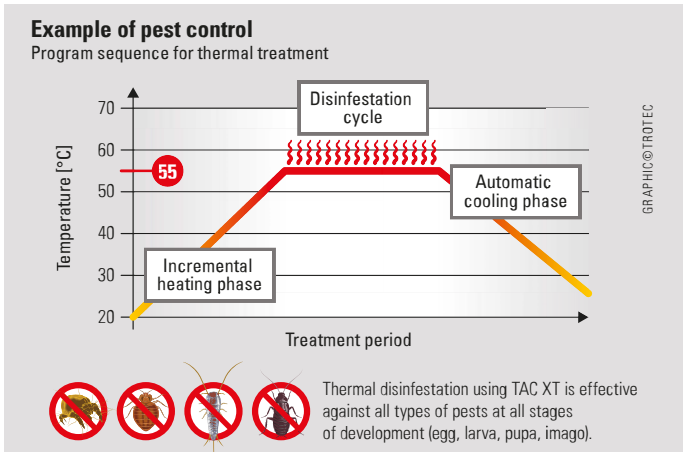 Example of pest control
Program sequence for thermal treatment
70
60
50
40
30
20
55
Temperature [°C]
Disinfestation
cycle
Automatic
cooling phase
Incremental
heating phase
Treatment period
GRAPHIC©TROTEC
Thermal disinfestation using TAC XT is effective
against all types of pests at all stages
of development (egg, larva, pupa, imago).